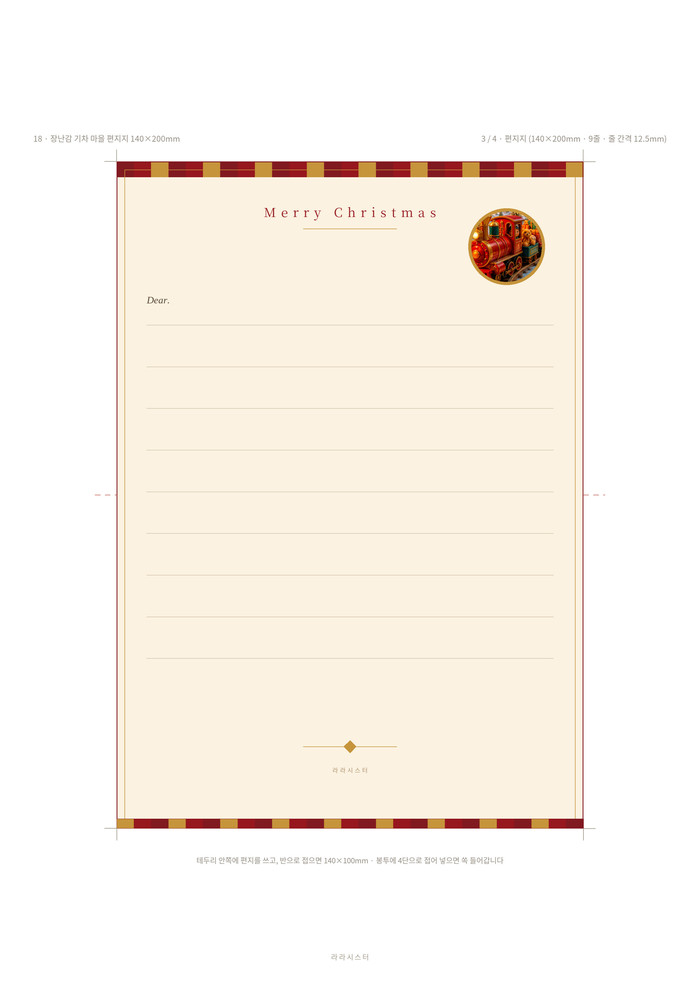 18 · 장난감 기차 마을 편지지 140×200mm
3 / 4 · 편지지 (140×200mm · 9줄 · 줄 간격 12.5mm)
Merry Christmas
Dear.
라라시스터
테두리 안쪽에 편지를 쓰고, 반으로 접으면 140×100mm · 봉투에 4단으로 접어 넣으면 쏙 들어갑니다
라라시스터